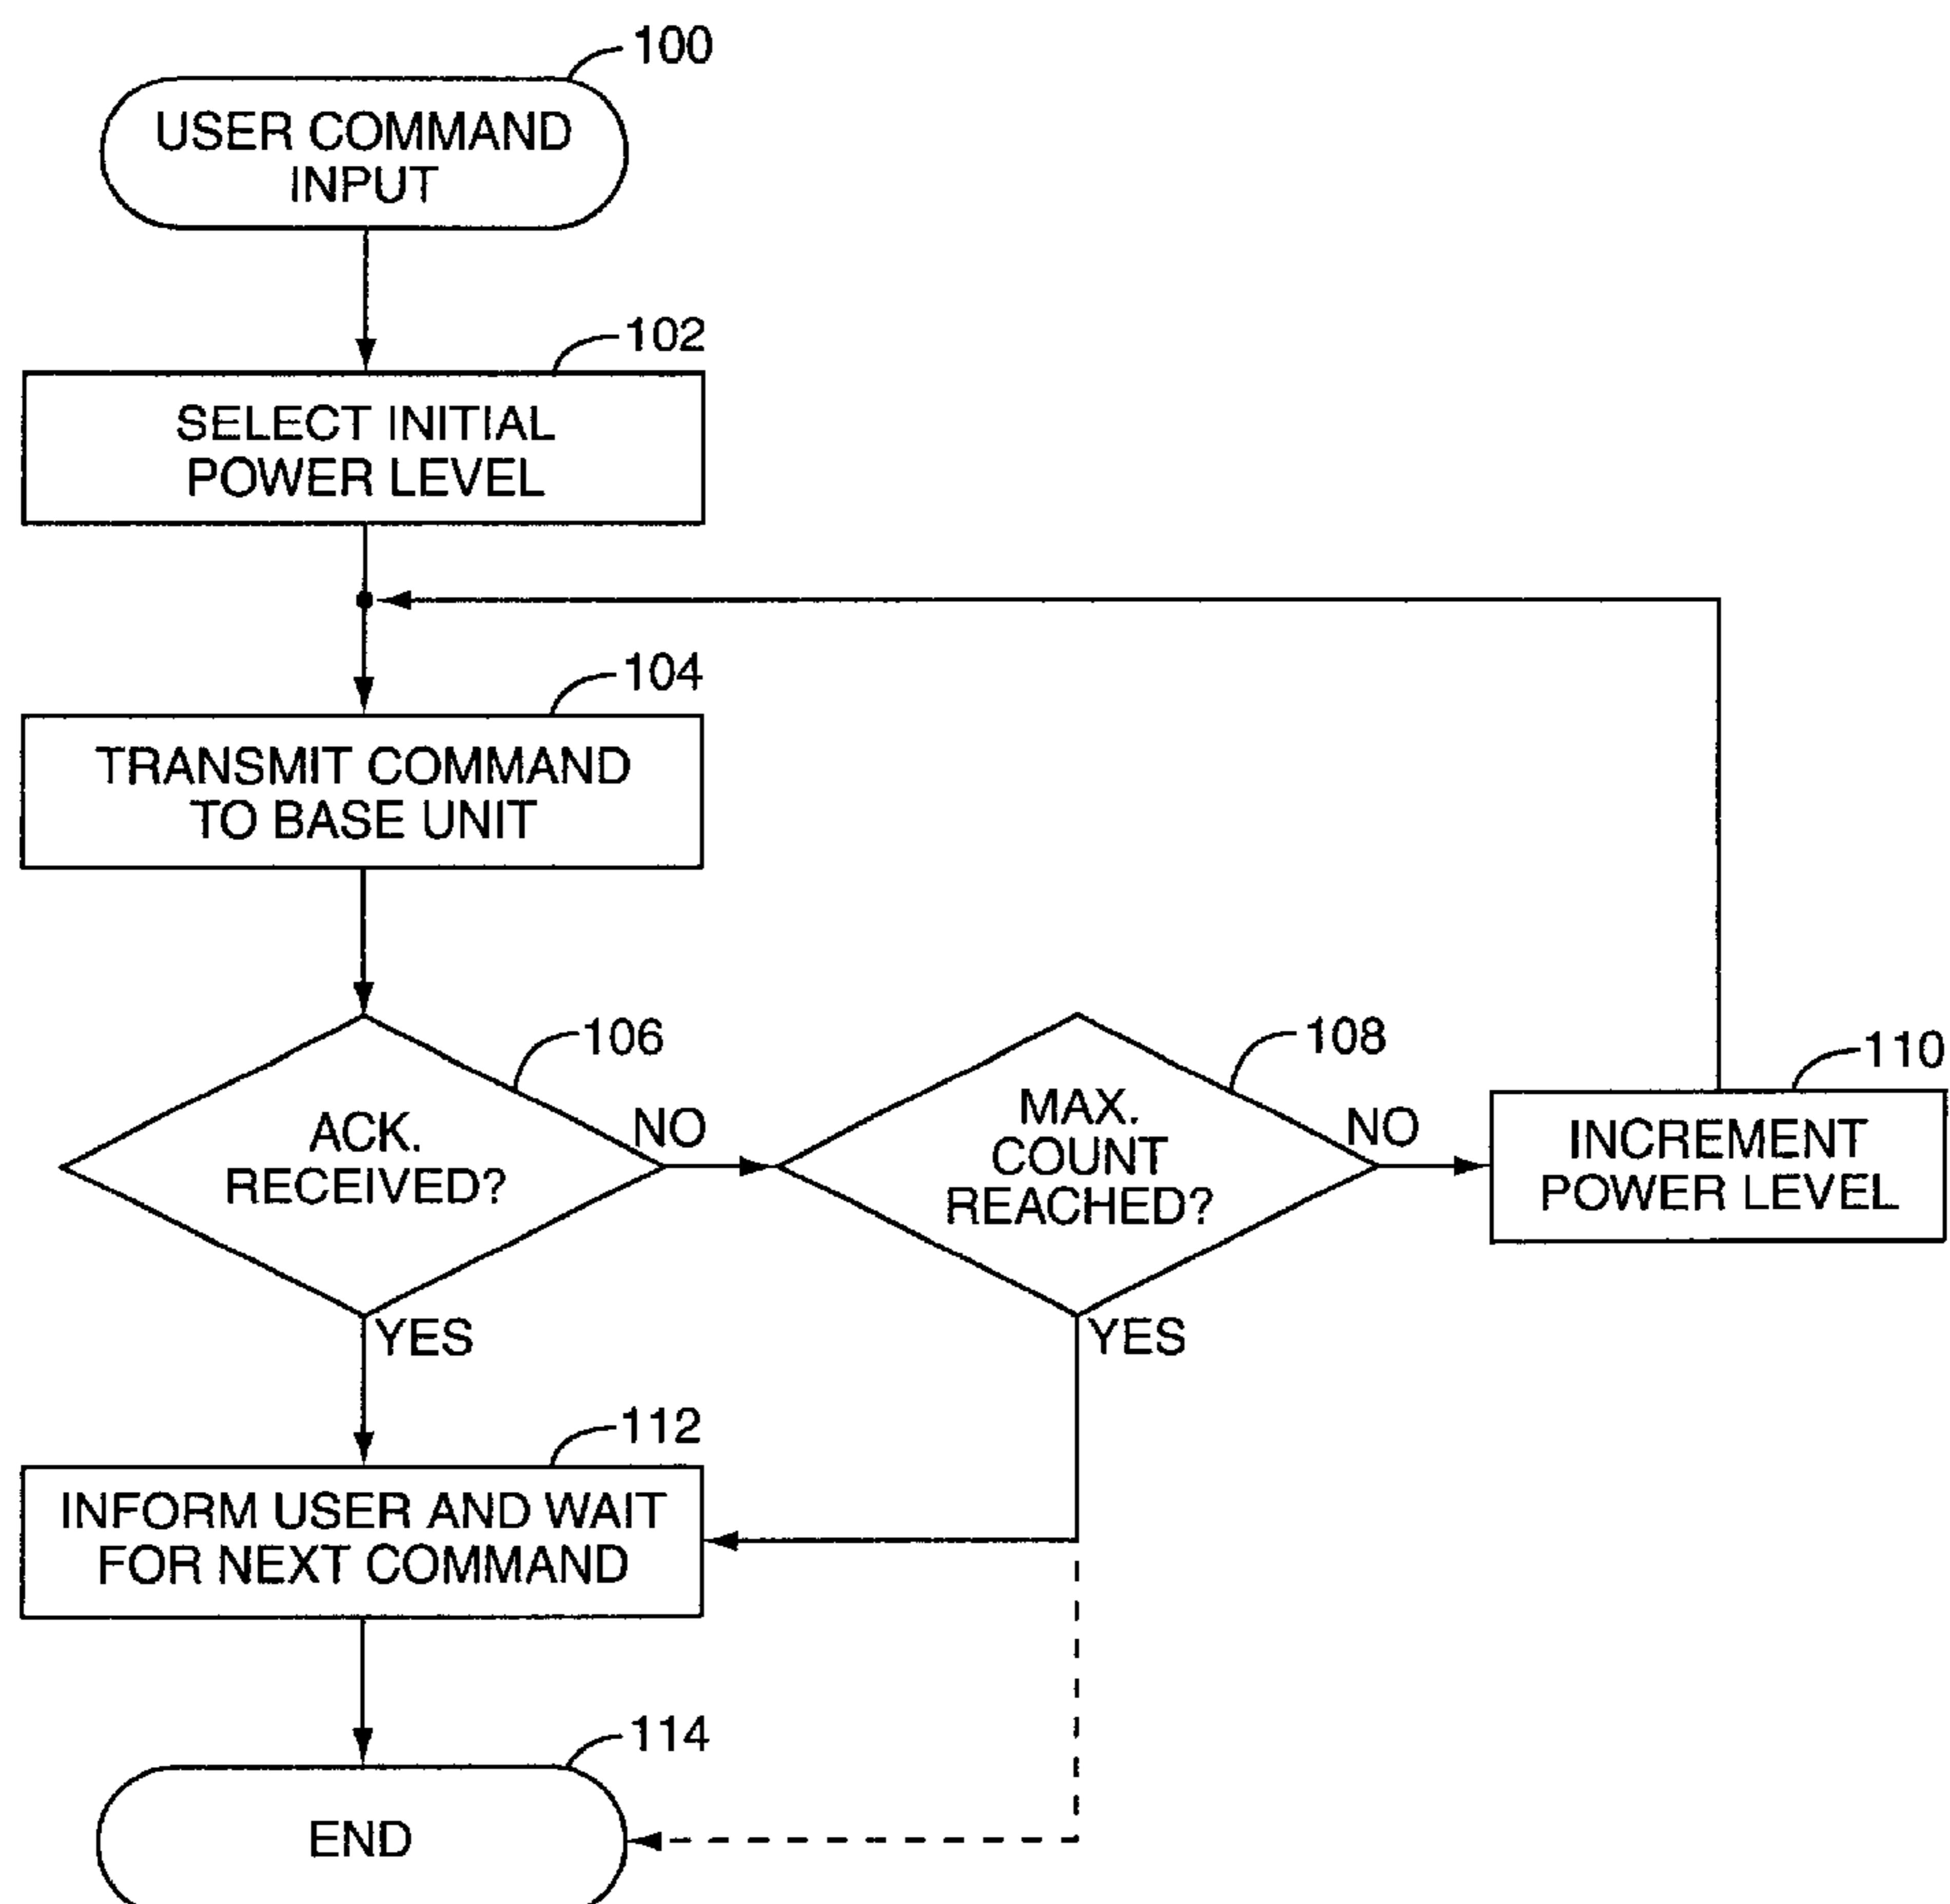 100
USER COMMAND
INPUT
102
SELECT INITIAL
POWER LEVEL
104
TRANSMIT COMMAND
TO BASE UNIT
106
ACK.
RECEIVED?
NO
YES
108
MAX.
COUNT
REACHED?
NO
YES
110
INCREMENT
POWER LEVEL
112
INFORM USER AND WAIT
FOR NEXT COMMAND
114
END